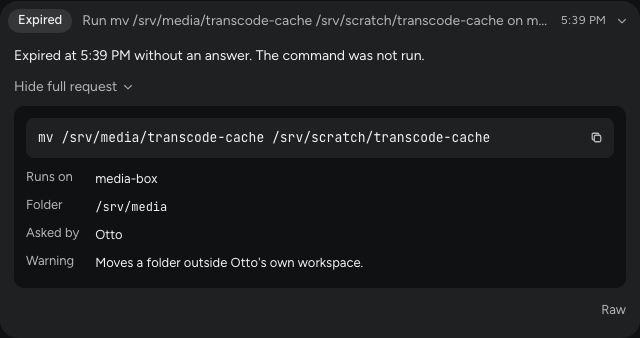 Expired Run mv /srv/media/transcode-cache /srv/scratch/transcode-cache on m... 5:39 PM
Expired at 5:39 PM without an answer. The command was not run.
Hide full request
mv /srv/media/transcode-cache /srv/scratch/transcode-cache
Runs on media-box
Folder /srv/media
Asked by Otto
Warning Moves a folder outside Otto's own workspace.
Raw